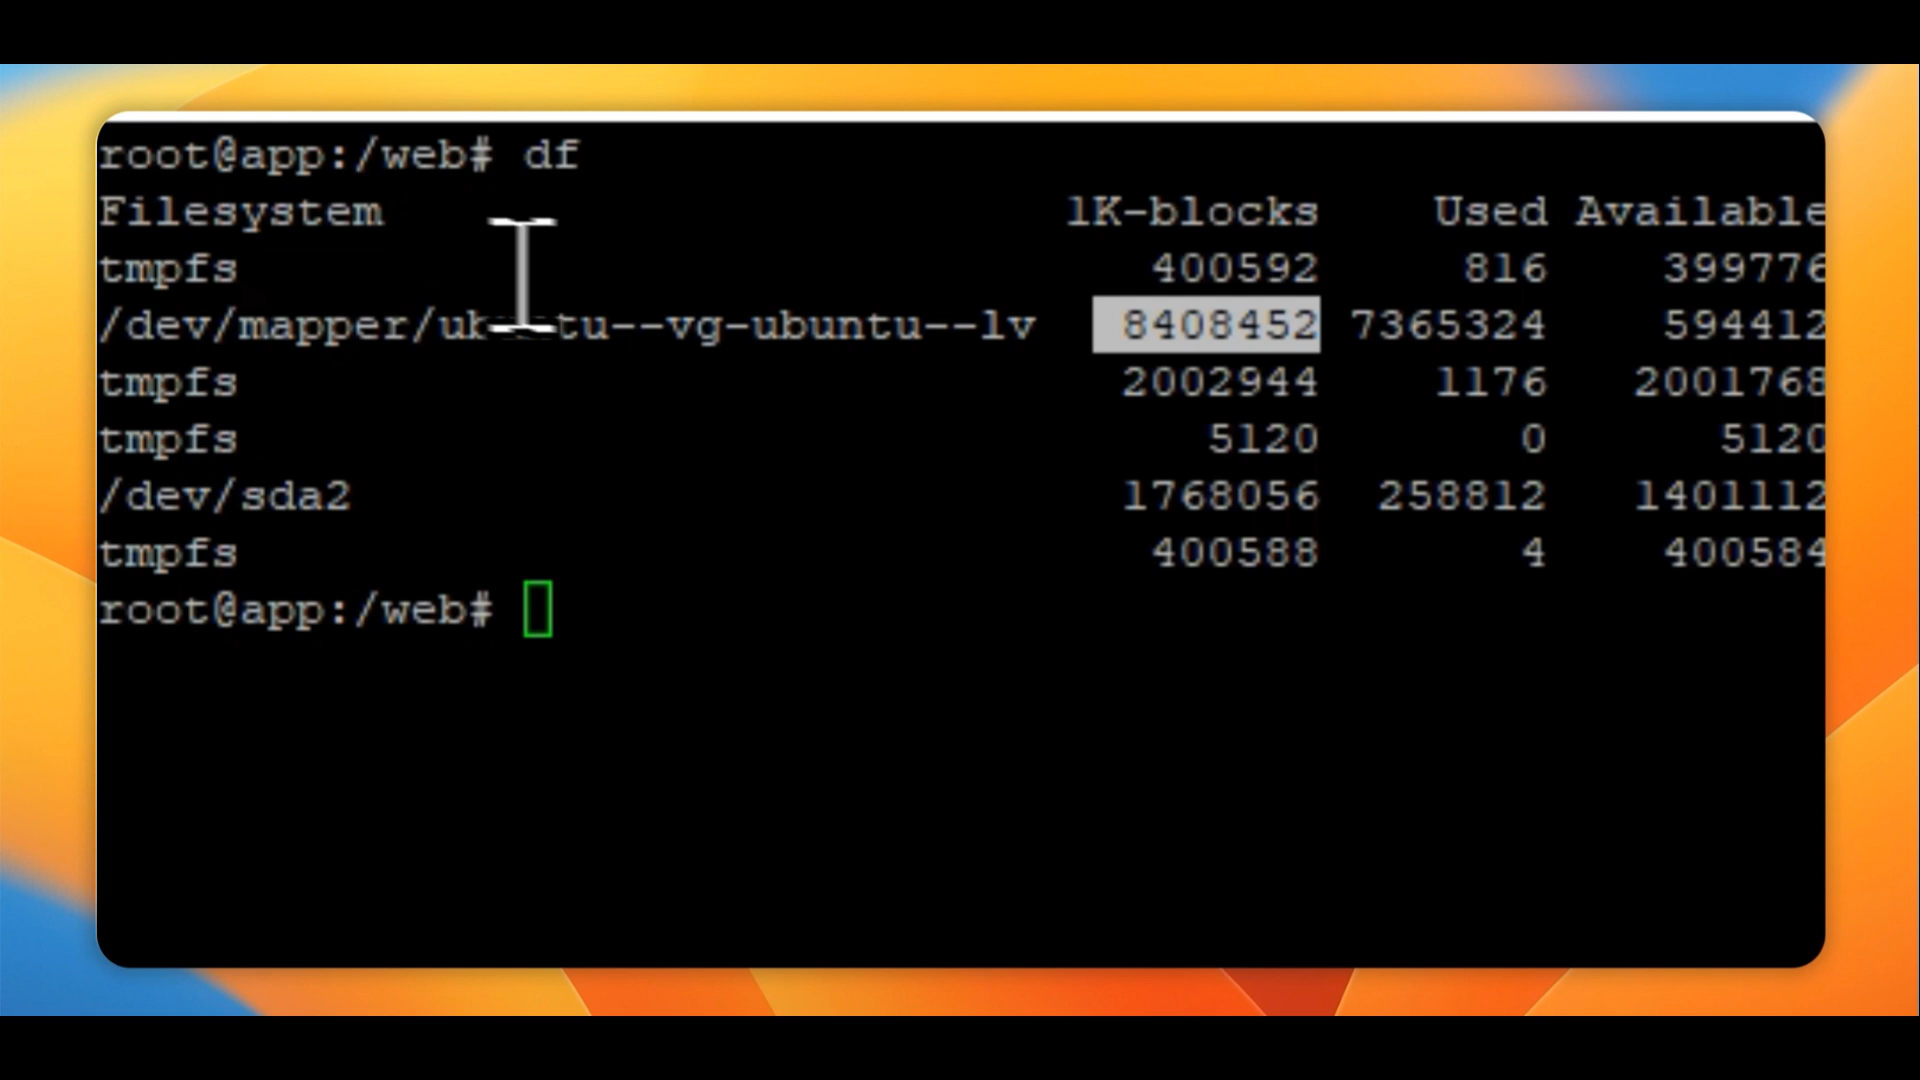 root@app:/web# df
Filesystem 1K-blocks Used Available
tmpfs 400592 816 399776
/dev/mapper/ubuntu--vg-ubuntu--lv 8408452 7365324 594412
tmpfs 2002944 1176 2001768
tmpfs 5120 0 5120
/dev/sda2 1768056 258812 1401112
tmpfs 400588 4 400584
root@app:/web#